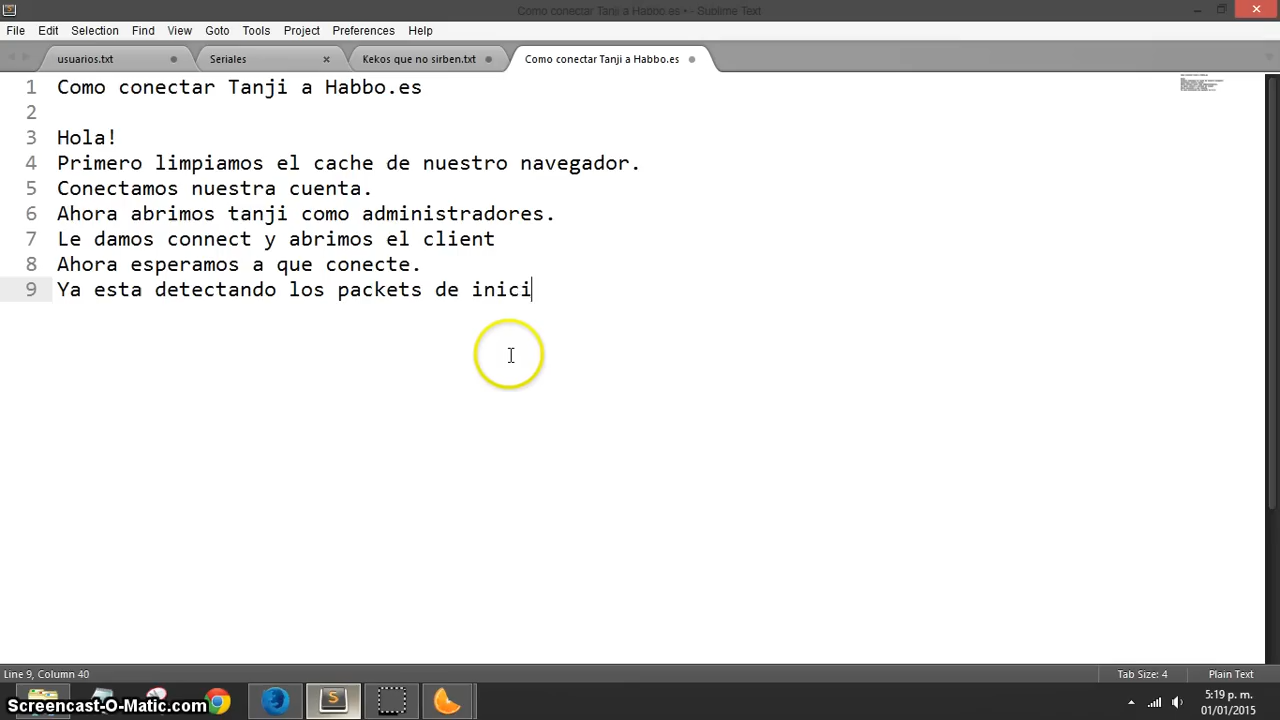 Como conectar Tanji a Habbo.es • - Sublime Text
File Edit Selection Find View Goto Tools Project Preferences Help
usuarios.txt Seriales Kekos que no sirben.txt Como conectar Tanji a Habbo.es
1 Como conectar Tanji a Habbo.es
2
3 Hola!
4 Primero limpiamos el cache de nuestro navegador.
5 Conectamos nuestra cuenta.
6 Ahora abrimos tanji como administradores.
7 Le damos connect y abrimos el client
8 Ahora esperamos a que conecte.
9 Ya esta detectando los packets de inici
Line 9, Column 40 Tab Size: 4 Plain Text
5:19 p. m.
Screencast-O-Matic.com 01/01/2015